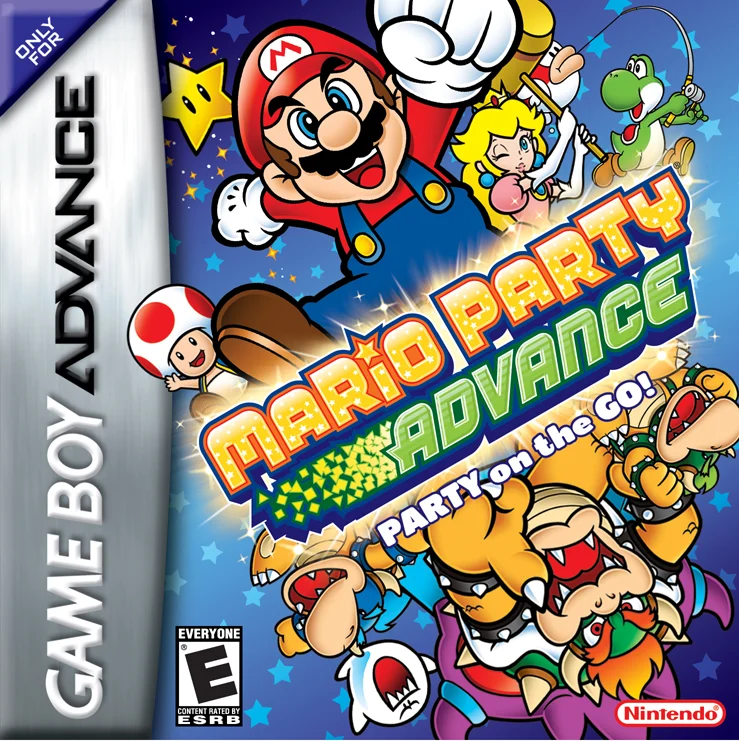 ONLY
FOR
GAME BOY ADVANCE
M
MARiO PARTY
ADVANCE
PARTY on the GO!
EVERYONE
E
CONTENT RATED BY
ESRB
Nintendo®